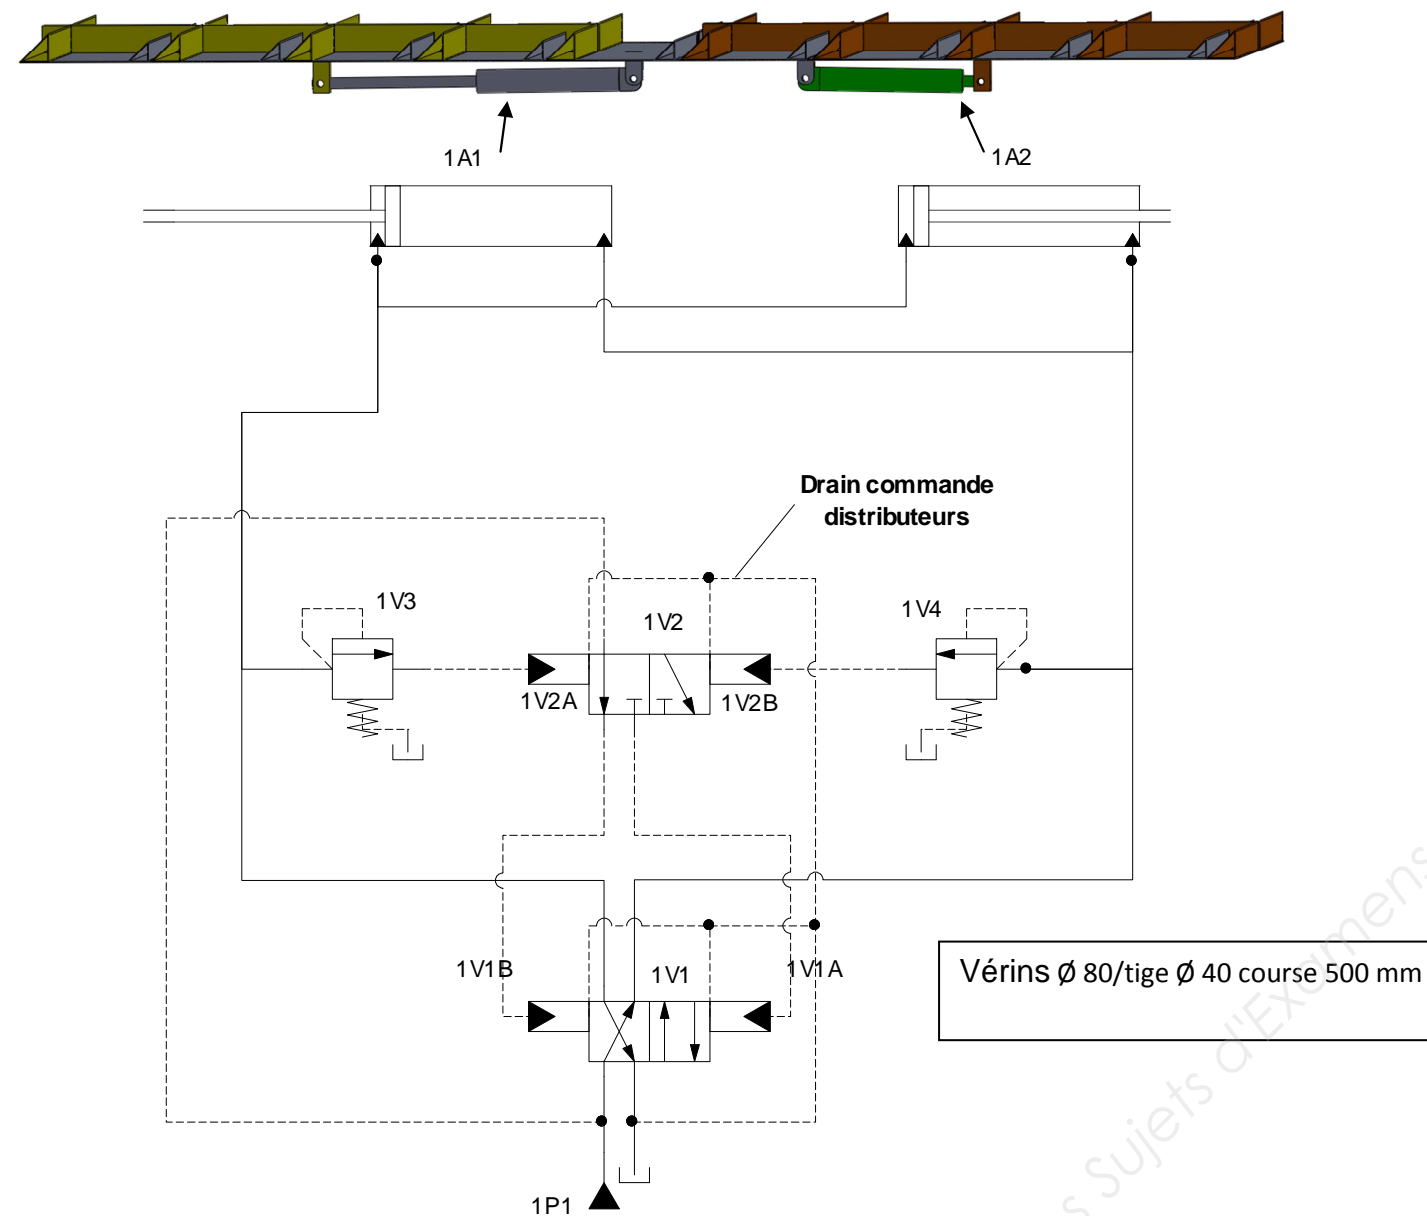 1A1
1A2
Drain commande
distributeurs
1V3
1V2
1V4
1V2A
1V2B
1V1B
1V1
1V1A
Vérins Ø 80/tige Ø 40 course 500 mm
s Sujets d'Examens
1P1